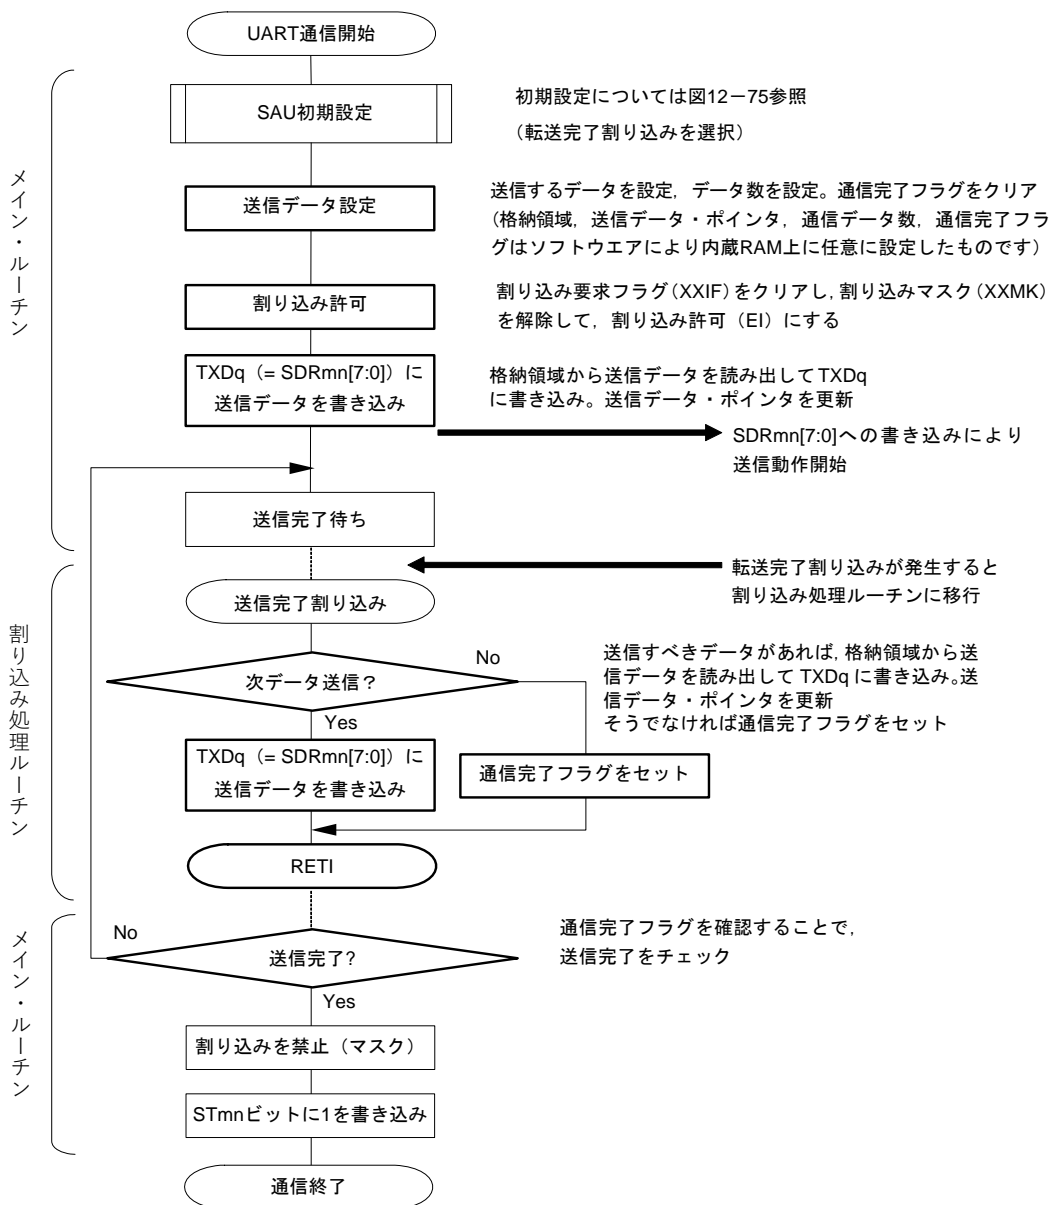 UART通信開始
メイン・ルーチン
SAU初期設定
初期設定については図12-75参照
（転送完了割り込みを選択）
送信データ設定
送信するデータを設定，データ数を設定。通信完了フラグをクリア
（格納領域，送信データ・ポインタ，通信データ数，通信完了フラ
グはソフトウエアにより内蔵RAM上に任意に設定したものです）
割り込み許可
割り込み要求フラグ（XXIF）をクリアし，割り込みマスク（XXMK）
を解除して，割り込み許可（EI）にする
TXDq（= SDRmn[7:0]）に
送信データを書き込み
格納領域から送信データを読み出してTXDq
に書き込み。送信データ・ポインタを更新
SDRmn[7:0]への書き込みにより
送信動作開始
送信完了待ち
転送完了割り込みが発生すると
割り込み処理ルーチンに移行
割り込み処理ルーチン
送信完了割り込み
次データ送信？
No
Yes
送信すべきデータがあれば，格納領域から送
信データを読み出して TXDq に書き込み。送
信データ・ポインタを更新
そうでなければ通信完了フラグをセット
TXDq（= SDRmn[7:0]）に
送信データを書き込み
通信完了フラグをセット
RETI
メイン・ルーチン
No
送信完了?
Yes
通信完了フラグを確認することで，
送信完了をチェック
割り込みを禁止（マスク）
STmnビットに1を書き込み
通信終了